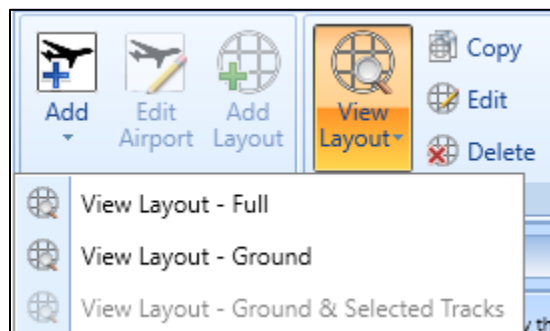 Add
Edit Airport
Add Layout
View Layout
Copy
Edit
Delete
View Layout - Full
View Layout - Ground
View Layout - Ground & Selected Tracks